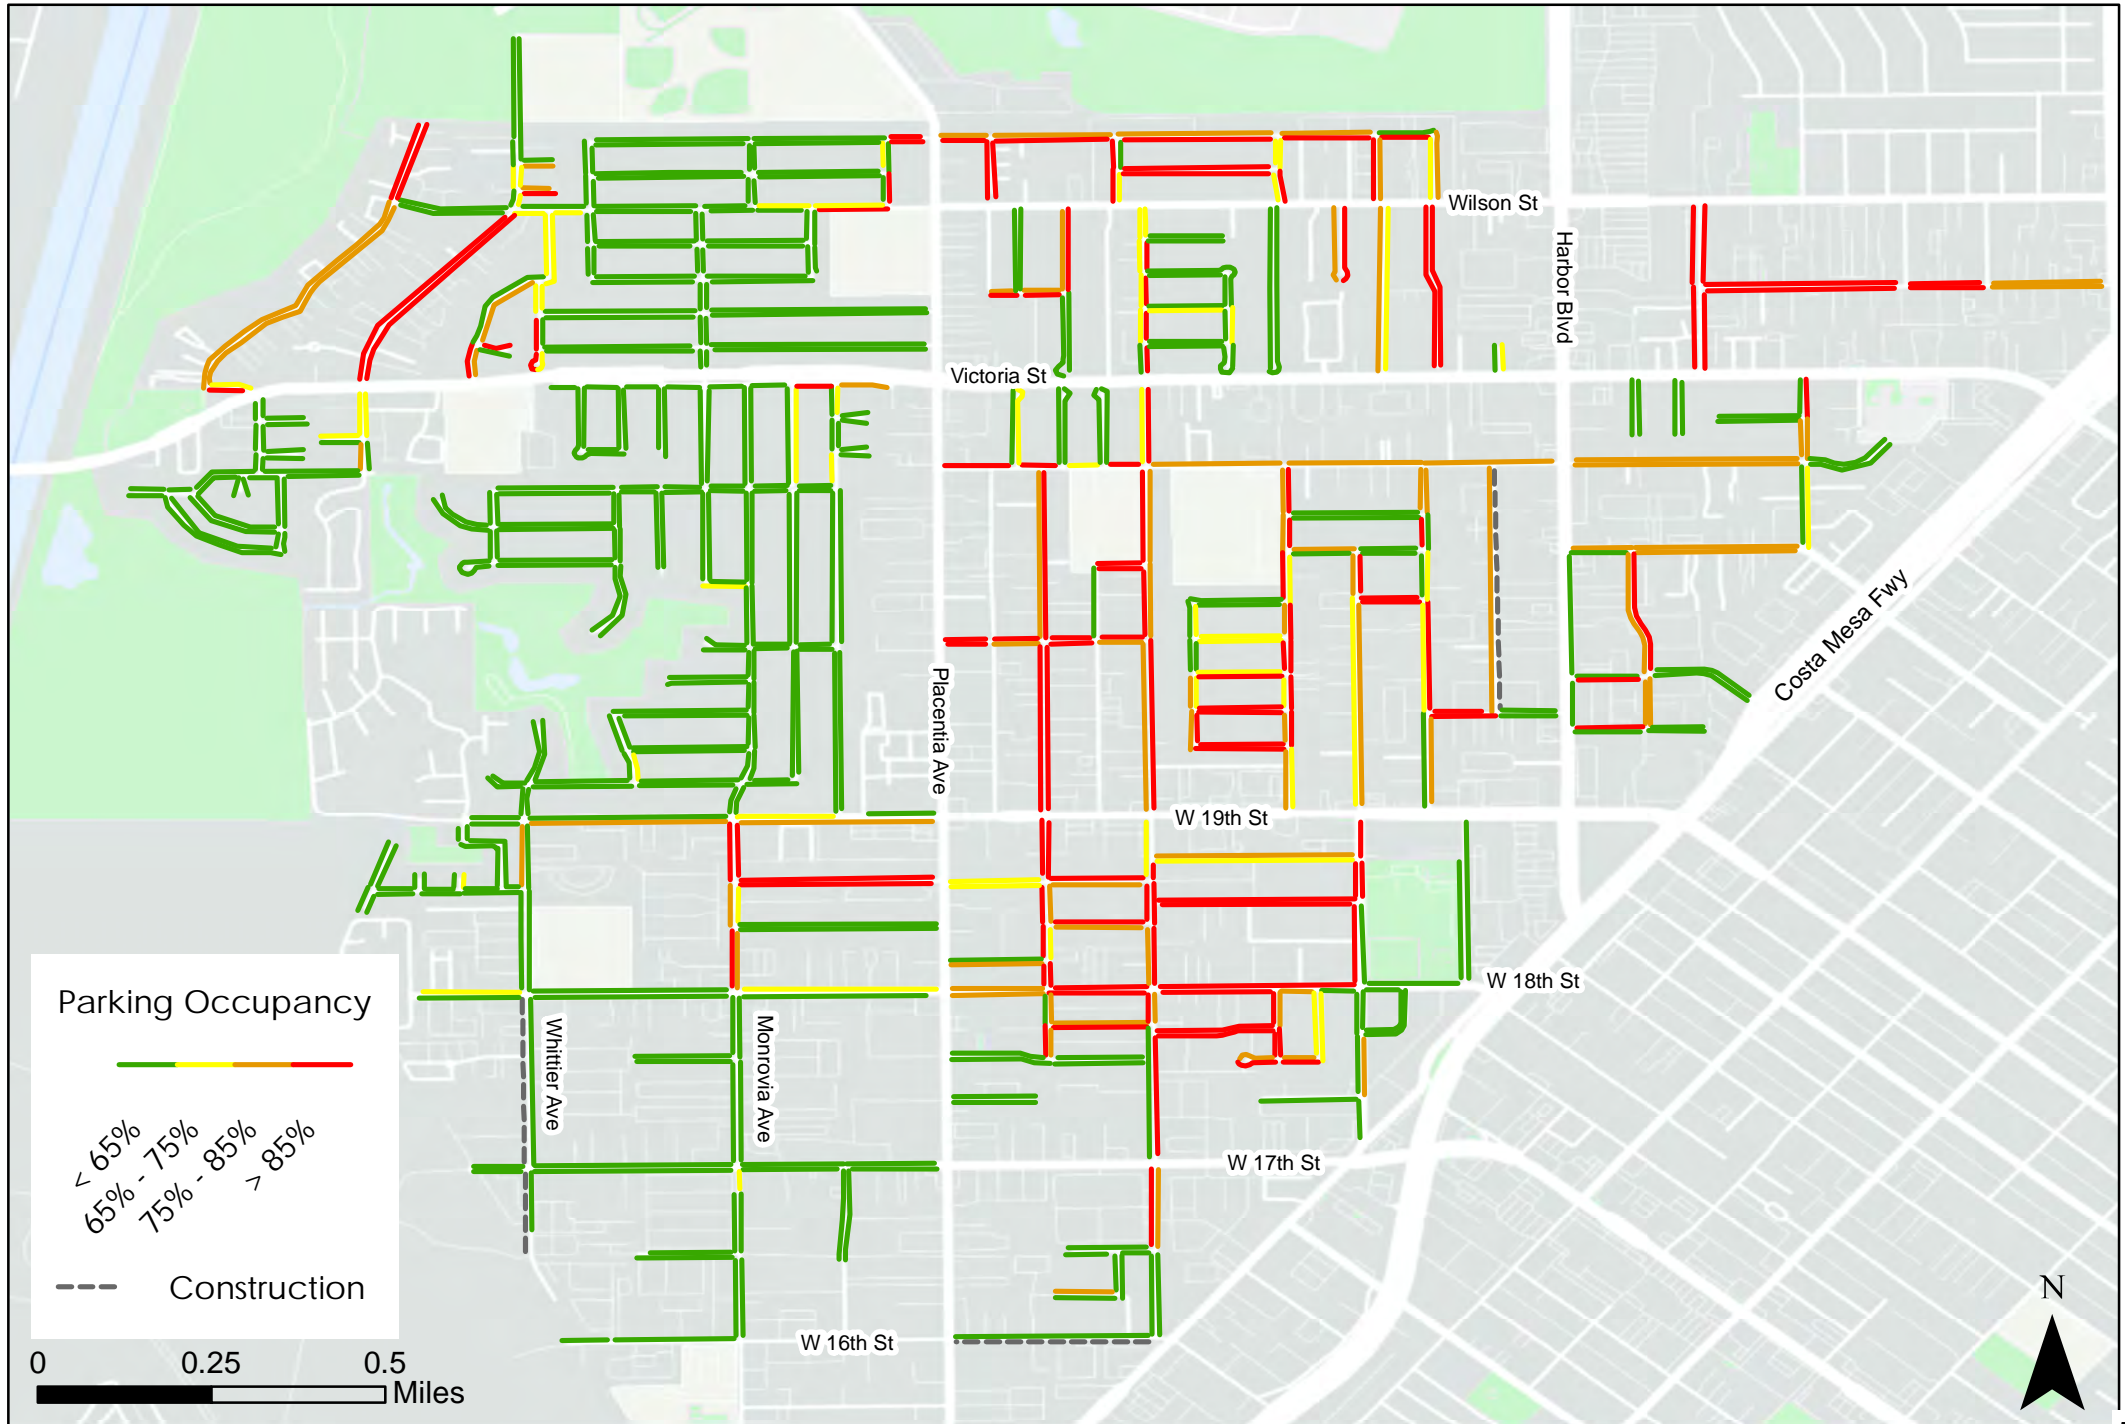 Wilson St
Harbor Blvd
Victoria St
Costa Mesa Fwy
Placentia Ave
W 19th St
W 18th St
Parking Occupancy
< 65%
65% - 75%
75% - 85%
> 85%
Construction
Whittier Ave
Monrovia Ave
W 17th St
W 16th St
N
0 0.25 0.5
Miles